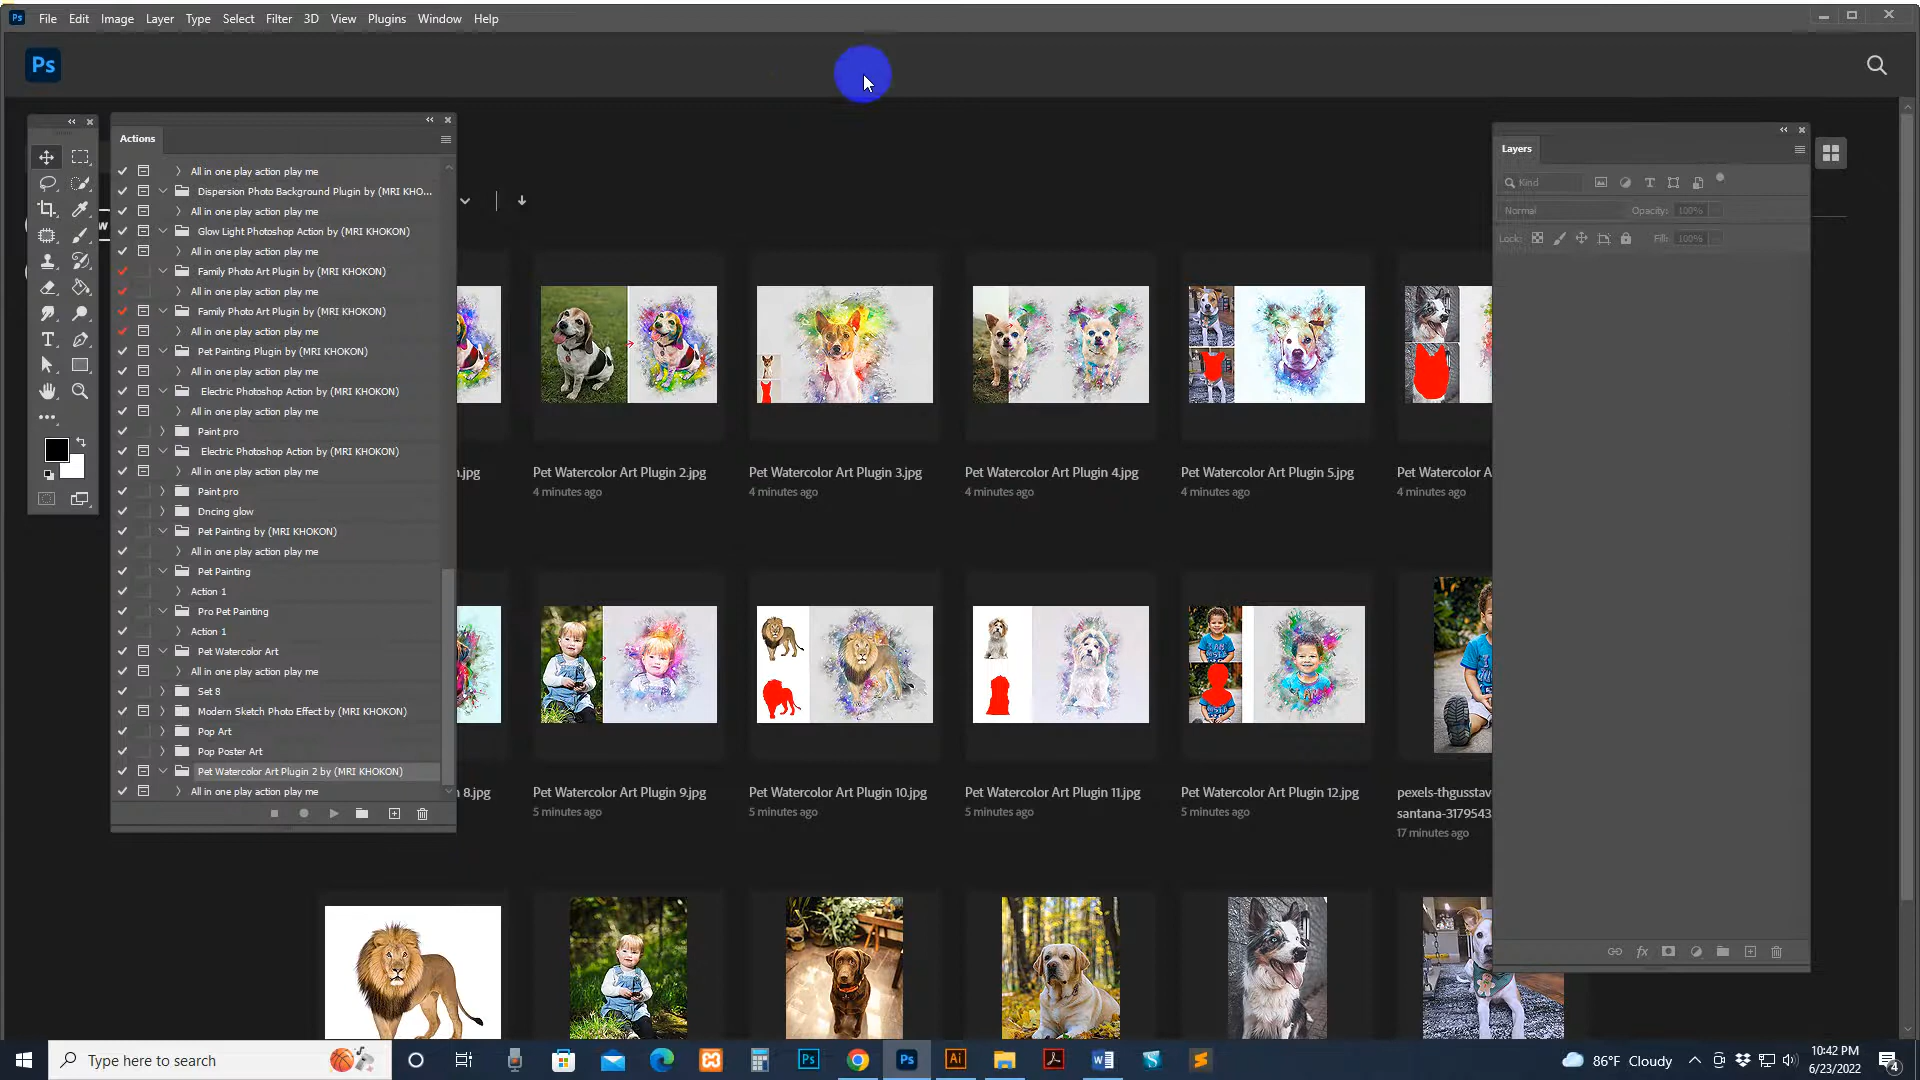 Ps File Edit Image Layer Type Select Filter 3D View Plugins Window Help
Ps
Actions
All in one play action play me
Dispersion Photo Background Plugin by (MRI KHO...
All in one play action play me
Glow Light Photoshop Action by (MRI KHOKON)
All in one play action play me
Family Photo Art Plugin by (MRI KHOKON)
All in one play action play me
Family Photo Art Plugin by (MRI KHOKON)
All in one play action play me
Pet Painting Plugin by (MRI KHOKON)
All in one play action play me
Electric Photoshop Action by (MRI KHOKON)
All in one play action play me
Paint pro
Electric Photoshop Action by (MRI KHOKON)
All in one play action play me
Paint pro
Dncing glow
Pet Painting by (MRI KHOKON)
All in one play action play me
Pet Painting
Action 1
Pro Pet Painting
Action 1
Pet Watercolor Art
All in one play action play me
Set 8
Modern Sketch Photo Effect by (MRI KHOKON)
Pop Art
Pop Poster Art
Pet Watercolor Art Plugin 2 by (MRI KHOKON)
All in one play action play me
n.jpg
Pet Watercolor Art Plugin 2.jpg
4 minutes ago
Pet Watercolor Art Plugin 3.jpg
4 minutes ago
Pet Watercolor Art Plugin 4.jpg
4 minutes ago
Pet Watercolor Art Plugin 5.jpg
4 minutes ago
Pet Watercolor A
4 minutes ago
n 8.jpg
Pet Watercolor Art Plugin 9.jpg
5 minutes ago
Pet Watercolor Art Plugin 10.jpg
5 minutes ago
Pet Watercolor Art Plugin 11.jpg
5 minutes ago
Pet Watercolor Art Plugin 12.jpg
5 minutes ago
pexels-thgusstav
santana-3179543
17 minutes ago
Layers
Kind
Normal Opacity: 100%
Lock: Fill: 100%
fx
Type here to search
Ps Ps Ai
86°F Cloudy
10:42 PM
6/23/2022
4